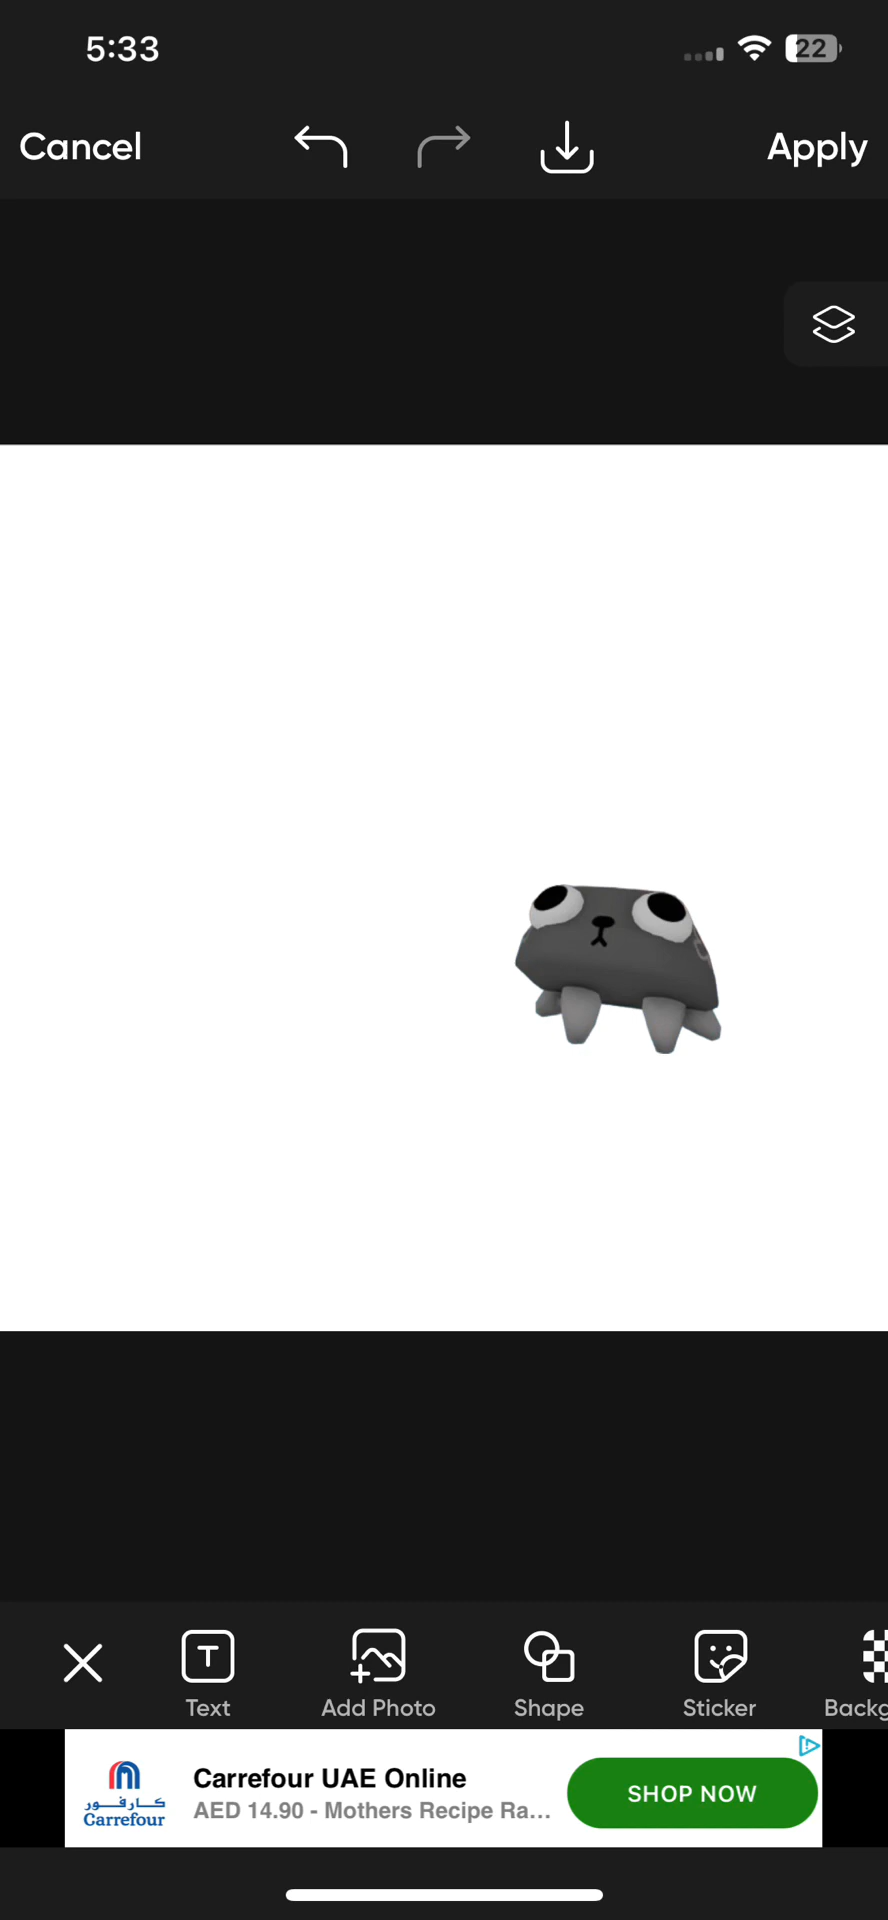 5:33
22
Cancel
Apply
Text
Add Photo
Shape
Sticker
Backg
Carrefour UAE Online
AED 14.90 - Mothers Recipe Ra...
SHOP NOW
كارفور
Carrefour